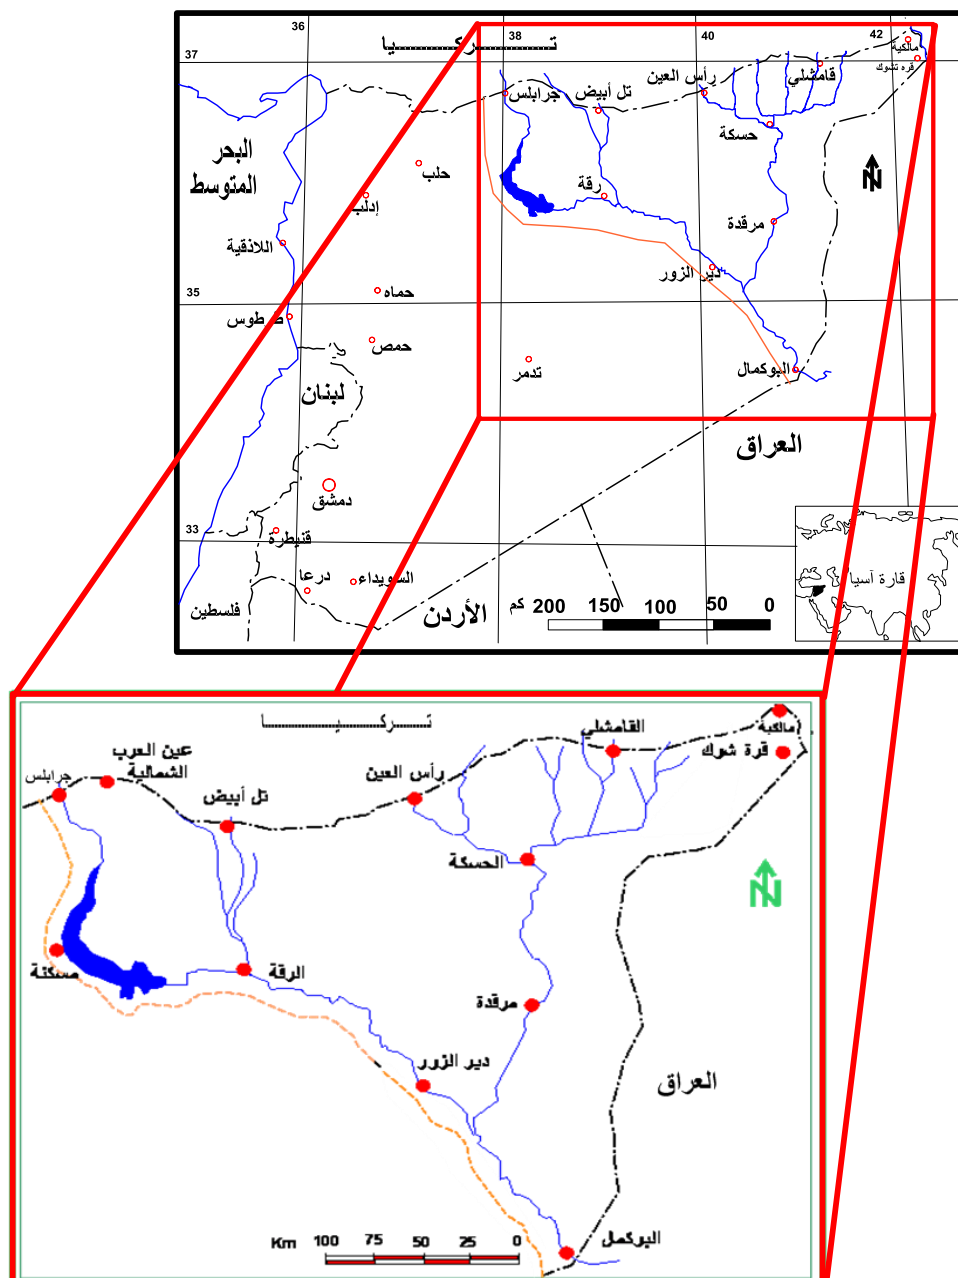 36
38
40
42
37
تـــــــركـــــــيــــــا
مالكية
قره تشوك
قامشلي
رأس العين
تل أبيض
جرابلس
حسكة
البحر
المتوسط
حلب
رقة
إدلب
مرقدة
اللاذقية
دير الزور
حماه
35
طرطوس
حمص
تدمر
البوكمال
لبنان
العراق
دمشق
33
قنيطرة
قارة آسيا
درعا
السويداء
فلسطين
الأردن
كم 200 150 100 50 0
تـــركـــيـــــــا
مالكية
القامشلي
قرة شوك
عين العرب
الشمالية
رأس العين
جرابلس
تل أبيض
الحسكة
مسكنة
الرقة
مرقدة
دير الزور
العراق
البوكمال
Km 100 75 50 25 0
N
N